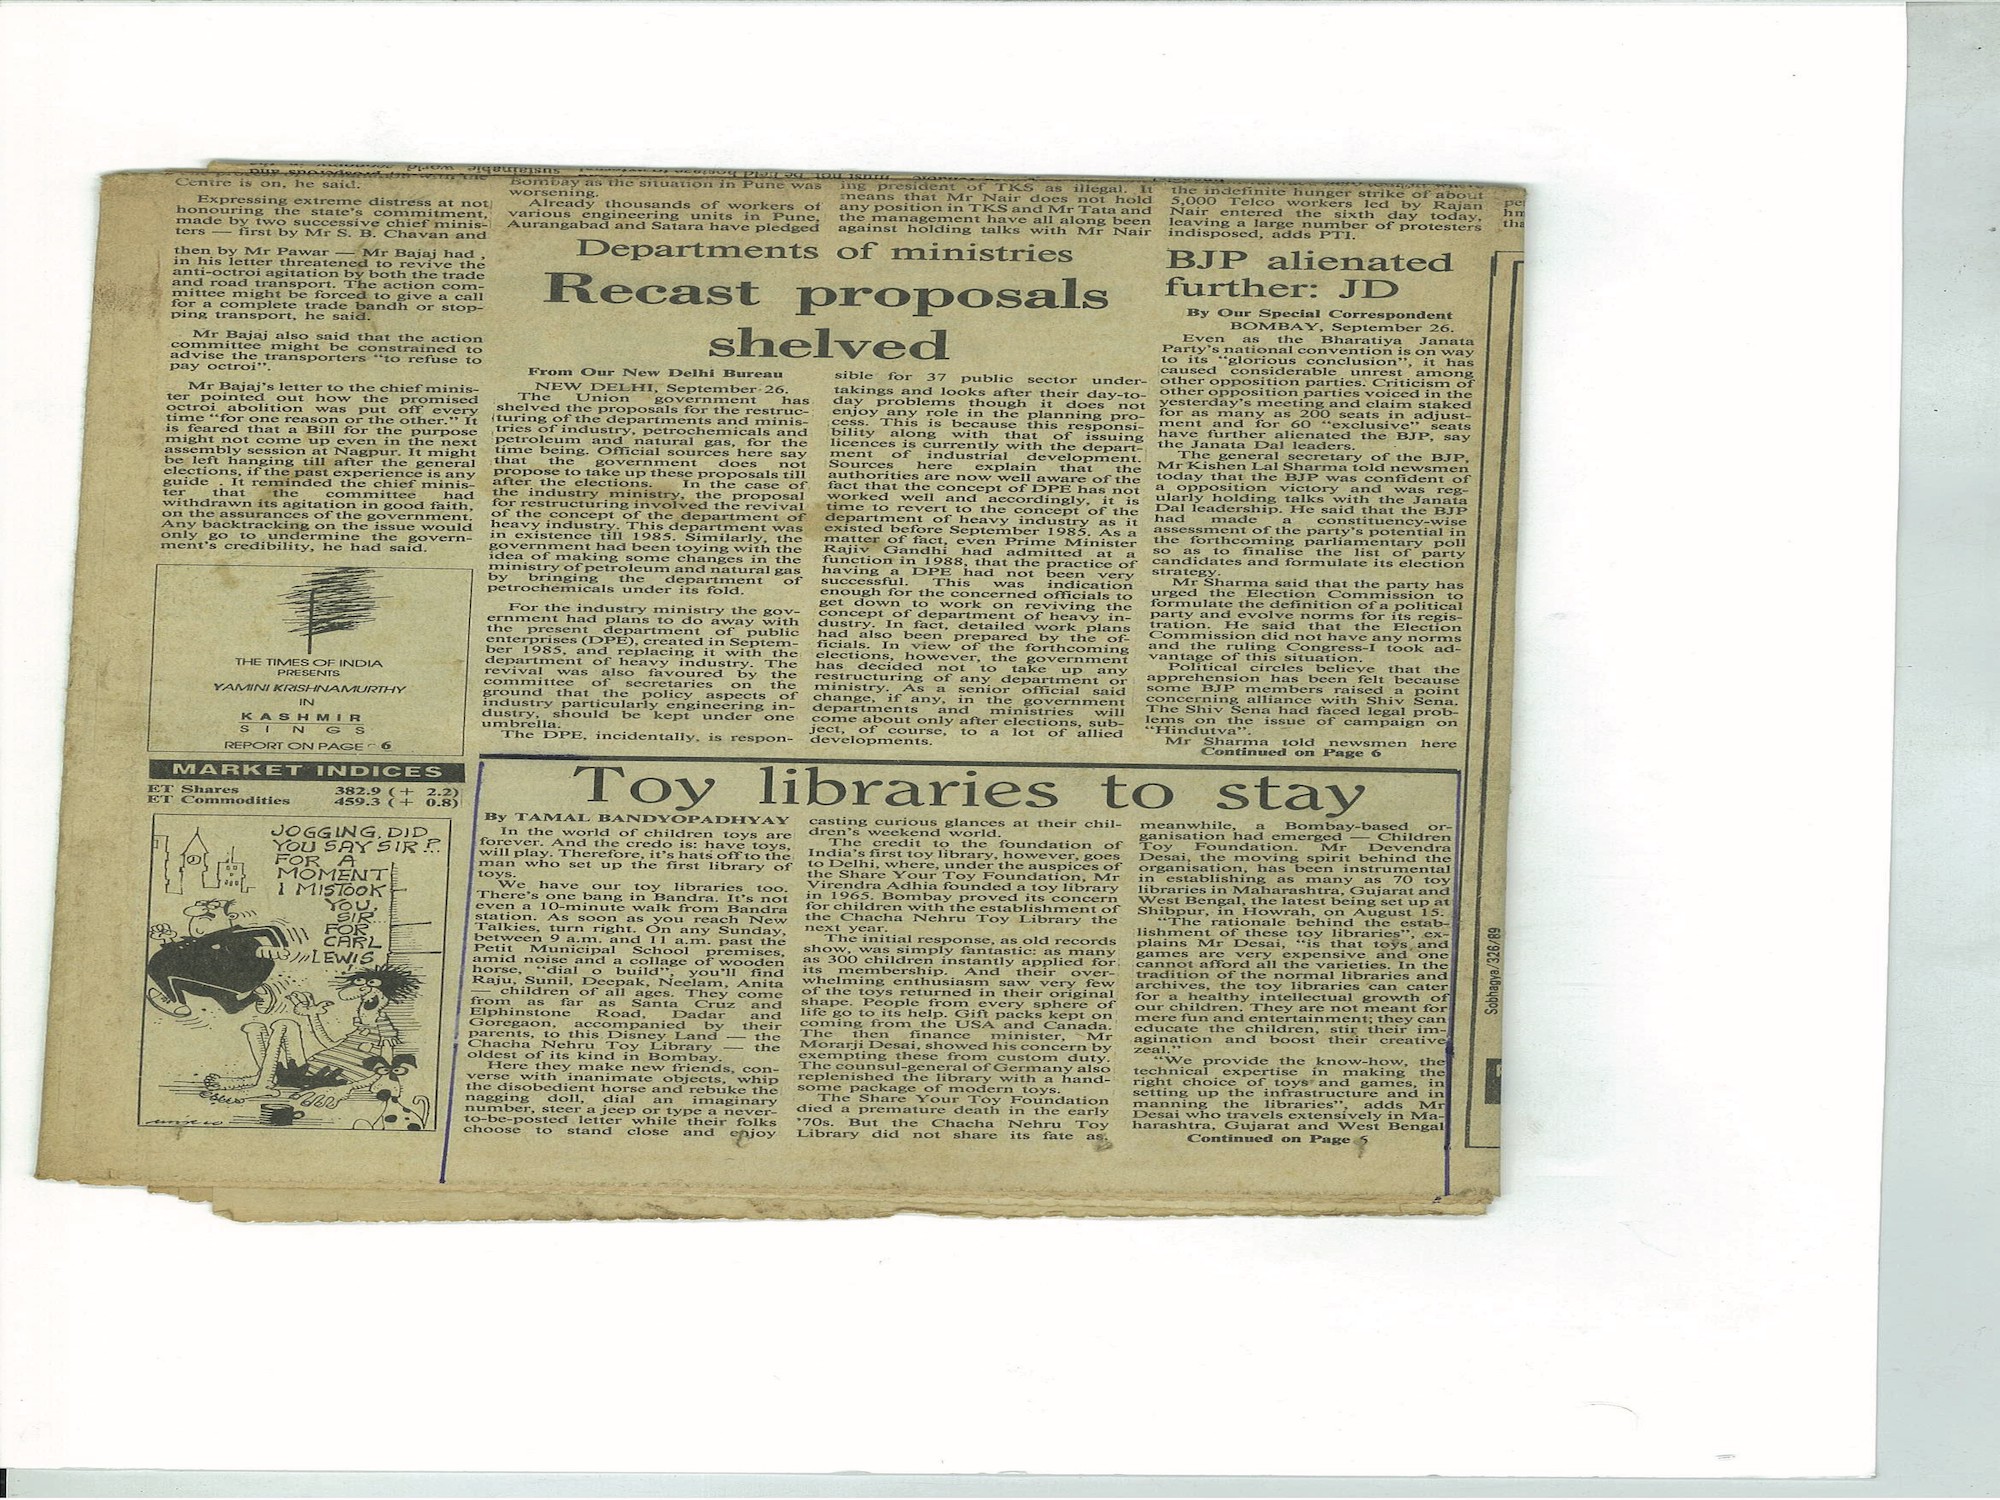 Centre is on, he said.
Expressing extreme distress at not
honouring the state's commitment,
made by two successive chief minis-
ters — first by Mr S. B. Chavan and
then by Mr Pawar — Mr Bajaj had,
in his letter threatened to revive the
anti-octroi agitation by both the trade
and road transport. The action com-
mittee might be forced to give a call
for a complete trade bandh or stop-
ping transport, he said.
Mr Bajaj also said that the action
committee might be constrained to
advise the transporters "to refuse to
pay octroi".
Mr Bajaj's letter to the chief minis-
ter pointed out how the promised
octroi abolition was put off every
time "for one reason or the other." It
is feared that a Bill for the purpose
might not come up even in the next
assembly session at Nagpur. It might
be left hanging till after the general
elections, if the past experience is any
guide . It reminded the chief minis-
ter that the committee had
withdrawn its agitation in good faith,
on the assurances of the government.
Any backtracking on the issue would
only go to undermine the govern-
ment's credibility, he had said.
THE TIMES OF INDIA
PRESENTS
YAMINI KRISHNAMURTHY
IN
KASHMIR
SINGS
REPORT ON PAGE 6
MARKET INDICES
ET Shares 382.9 (+ 2.2)
ET Commodities 459.3 (+ 0.8)
JOGGING, DID
YOU SAY SIR?
FOR A
MOMENT
I MISTOOK
YOU,
SIR
FOR
CARL
LEWIS
Bombay as the situation in Pune was
worsening.
Already thousands of workers of
various engineering units in Pune,
Aurangabad and Satara have pledged
ing president of TKS as illegal. It
means that Mr Nair does not hold
any position in TKS and Mr Tata and
the management have all along been
against holding talks with Mr Nair
the indefinite hunger strike of about
5,000 Telco workers led by Rajan
Nair entered the sixth day today,
leaving a large number of protesters
indisposed, adds PTI.
Departments of ministries
Recast proposals
shelved
From Our New Delhi Bureau
NEW DELHI, September 26.
The Union government has
shelved the proposals for the restruc-
turing of the departments and minis-
tries of industry, petrochemicals and
petroleum and natural gas, for the
time being. Official sources here say
that the government does not
propose to take up these proposals till
after the elections. In the case of
the industry ministry, the proposal
for restructuring involved the revival
of the concept of the department of
heavy industry. This department was
in existence till 1985. Similarly, the
government had been toying with the
idea of making some changes in the
ministry of petroleum and natural gas
by bringing the department of
petrochemicals under its fold.
For the industry ministry the gov-
ernment had plans to do away with
the present department of public
enterprises (DPE), created in Septem-
ber 1985, and replacing it with the
department of heavy industry. The
revival was also favoured by the
committee of secretaries on the
ground that the policy aspects of
industry particularly engineering in-
dustry, should be kept under one
umbrella.
The DPE, incidentally, is respon-
sible for 37 public sector under-
takings and looks after their day-to-
day problems though it does not
enjoy any role in the planning pro-
cess. This is because this responsi-
bility along with that of issuing
licences is currently with the depart-
ment of industrial development.
Sources here explain that the
authorities are now well aware of the
fact that the concept of DPE has not
worked well and accordingly, it is
time to revert to the concept of the
department of heavy industry as it
existed before September 1985. As a
matter of fact, even Prime Minister
Rajiv Gandhi had admitted at a
function in 1988, that the practice of
having a DPE had not been very
successful. This was indication
enough for the concerned officials to
get down to work on reviving the
concept of department of heavy in-
dustry. In fact, detailed work plans
had also been prepared by the of-
ficials. In view of the forthcoming
elections, however, the government
has decided not to take up any
restructuring of any department or
ministry. As a senior official said
change, if any, in the government
departments and ministries will
come about only after elections, sub-
ject, of course, to a lot of allied
developments.
BJP alienated
further: JD
By Our Special Correspondent
BOMBAY, September 26.
Even as the Bharatiya Janata
Party's national convention is on way
to its "glorious conclusion", it has
caused considerable unrest among
other opposition parties. Criticism of
other opposition parties voiced in the
yesterday's meeting and claim staked
for as many as 200 seats in adjust-
ment and for 60 "exclusive" seats
have further alienated the BJP, say
the Janata Dal leaders.
The general secretary of the BJP,
Mr Kishen Lal Sharma told newsmen
today that the BJP was confident of
a opposition victory and was reg-
ularly holding talks with the Janata
Dal leadership. He said that the BJP
had made a constituency-wise
assessment of the party's potential in
the forthcoming parliamentary poll
so as to finalise the list of party
candidates and formulate its election
strategy.
Mr Sharma said that the party has
urged the Election Commission to
formulate the definition of a political
party and evolve norms for its regis-
tration. He said that the Election
Commission did not have any norms
and the ruling Congress-I took ad-
vantage of this situation.
Political circles believe that the
apprehension has been felt because
some BJP members raised a point
concerning alliance with Shiv Sena.
The Shiv Sena had faced legal prob-
lems on the issue of campaign on
"Hindutva".
Mr Sharma told newsmen here
Continued on Page 6
Toy libraries to stay
By TAMAL BANDYOPADHYAY
In the world of children toys are
forever. And the credo is: have toys,
will play. Therefore, it's hats off to the
man who set up the first library of
toys.
We have our toy libraries too.
There's one bang in Bandra. It's not
even a 10-minute walk from Bandra
station. As soon as you reach New
Talkies, turn right. On any Sunday,
between 9 a.m. and 11 a.m. past the
Petit Municipal School premises,
amid noise and a collage of wooden
horse, "dial o build", you'll find
Raju, Sunil, Deepak, Neelam, Anita
— children of all ages. They come
from as far as Santa Cruz and
Elphinstone Road, Dadar and
Goregaon, accompanied by their
parents, to this Disney Land — the
Chacha Nehru Toy Library — the
oldest of its kind in Bombay.
Here they make new friends, con-
verse with inanimate objects, whip
the disobedient horse and rebuke the
nagging doll, dial an imaginary
number, steer a jeep or type a never-
to-be-posted letter while their folks
choose to stand close and enjoy
casting curious glances at their chil-
dren's weekend world.
The credit to the foundation of
India's first toy library, however, goes
to Delhi, where, under the auspices of
the Share Your Toy Foundation, Mr
Virendra Adhia founded a toy library
in 1965. Bombay proved its concern
for children with the establishment of
the Chacha Nehru Toy Library the
next year.
The initial response, as old records
show, was simply fantastic: as many
as 300 children instantly applied for
its membership. And their over-
whelming enthusiasm saw very few
of the toys returned in their original
shape. People from every sphere of
life go to its help. Gift packs kept on
coming from the USA and Canada.
The then finance minister, Mr
Morarji Desai, showed his concern by
exempting these from custom duty.
The counsul-general of Germany also
replenished the library with a hand-
some package of modern toys.
The Share Your Toy Foundation
died a premature death in the early
'70s. But the Chacha Nehru Toy
Library did not share its fate as,
meanwhile, a Bombay-based or-
ganisation had emerged — Children
Toy Foundation. Mr Devendra
Desai, the moving spirit behind the
organisation, has been instrumental
in establishing as many as 70 toy
libraries in Maharashtra, Gujarat and
West Bengal, the latest being set up at
Shibpur, in Howrah, on August 15.
"The rationale behind the estab-
lishment of these toy libraries", ex-
plains Mr Desai, "is that toys and
games are very expensive and one
cannot afford all the varieties. In the
tradition of the normal libraries and
archives, the toy libraries can cater
for a healthy intellectual growth of
our children. They are not meant for
mere fun and entertainment; they can
educate the children, stir their im-
agination and boost their creative
zeal."
"We provide the know-how, the
technical expertise in making the
right choice of toys and games, in
setting up the infrastructure and in
manning the libraries", adds Mr
Desai who travels extensively in Ma-
harashtra, Gujarat and West Bengal
Continued on Page 5
Sobhagya/326/89